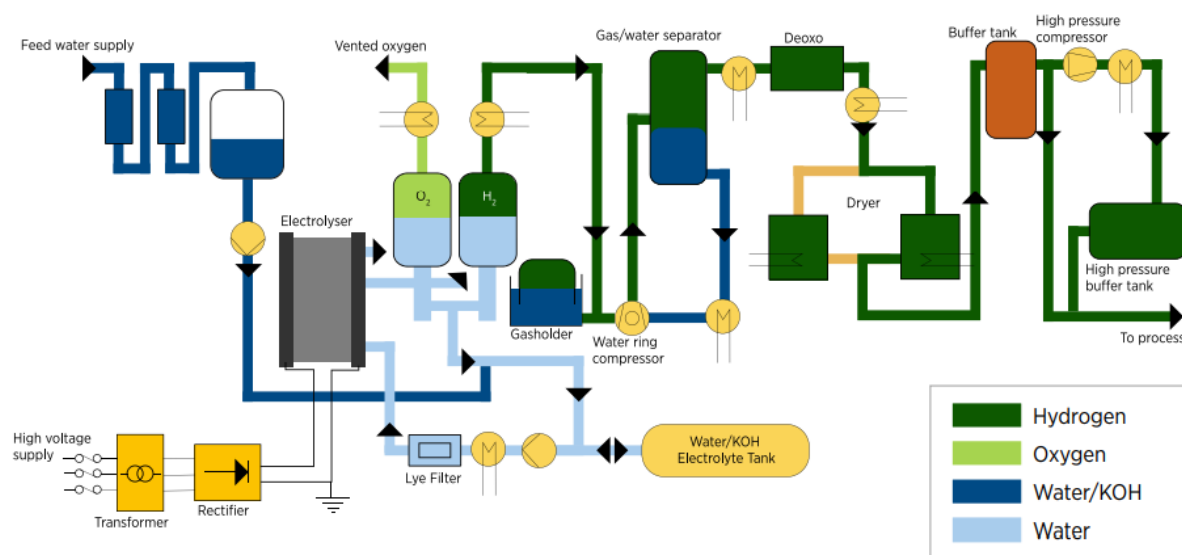 Feed water supply
Vented oxygen
Gas/water separator
Deoxo
Buffer tank
High pressure
compressor
O2
H2
Electrolyser
Dryer
Gasholder
Water ring
compressor
High pressure
buffer tank
To process
High voltage
supply
Transformer
Rectifier
Lye Filter
Water/KOH
Electrolyte Tank
Hydrogen
Oxygen
Water/KOH
Water